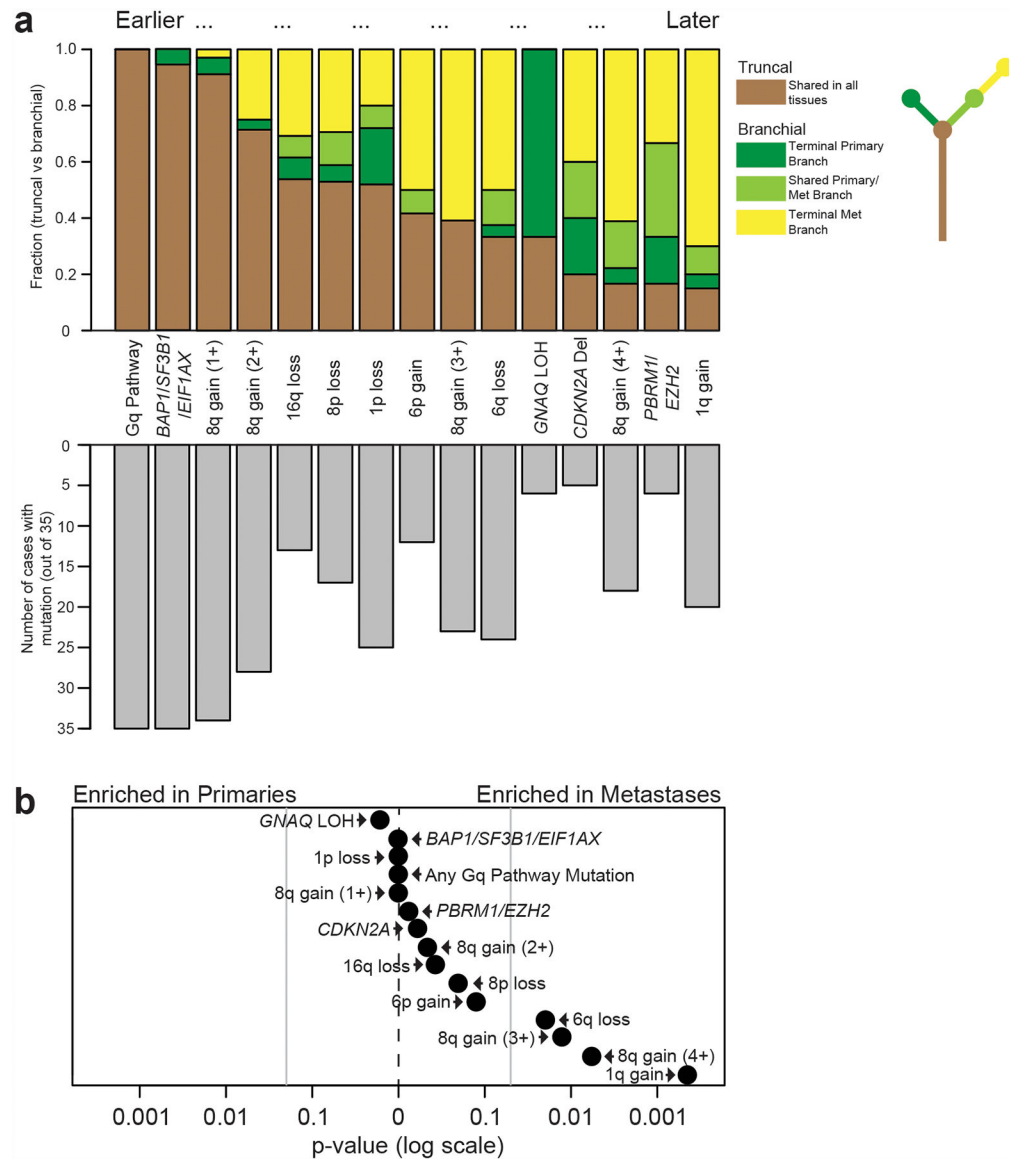 a
Earlier ... ... ... ... ... ... Later
Fraction (truncal vs branchial)
1.0
0.8
0.6
0.4
0.2
0
Truncal
Shared in all
tissues
Branchial
Terminal Primary
Branch
Shared Primary/
Met Branch
Terminal Met
Branch
Gq Pathway
BAP1/SF3B1
/EIF1AX
8q gain (1+)
8q gain (2+)
16q loss
8p loss
1p loss
6p gain
8q gain (3+)
6q loss
GNAQ LOH
CDKN2A Del
8q gain (4+)
PBRM1/
EZH2
1q gain
Number of cases with
mutation (out of 35)
0
5
10
15
20
25
30
35
b
Enriched in Primaries
Enriched in Metastases
GNAQ LOH
BAP1/SF3B1/EIF1AX
1p loss
Any Gq Pathway Mutation
8q gain (1+)
PBRM1/EZH2
CDKN2A
8q gain (2+)
16q loss
8p loss
6p gain
6q loss
8q gain (3+)
8q gain (4+)
1q gain
0.001 0.01 0.1 0 0.1 0.01 0.001
p-value (log scale)